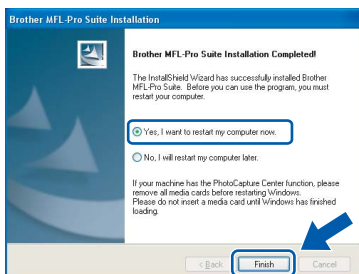 Brother MFL-Pro Suite Installation
Brother MFL-Pro Suite Installation Completed!
The InstallShield Wizard has successfully installed Brother
MFL-Pro Suite. Before you can use the program, you must
restart your computer.
Yes, I want to restart my computer now.
No, I will restart my computer later.
If your machine has the PhotoCapture Center function, please
remove all media cards before restarting Windows.
Please do not insert a media card until Windows has finished
loading.
< Back Finish Cancel